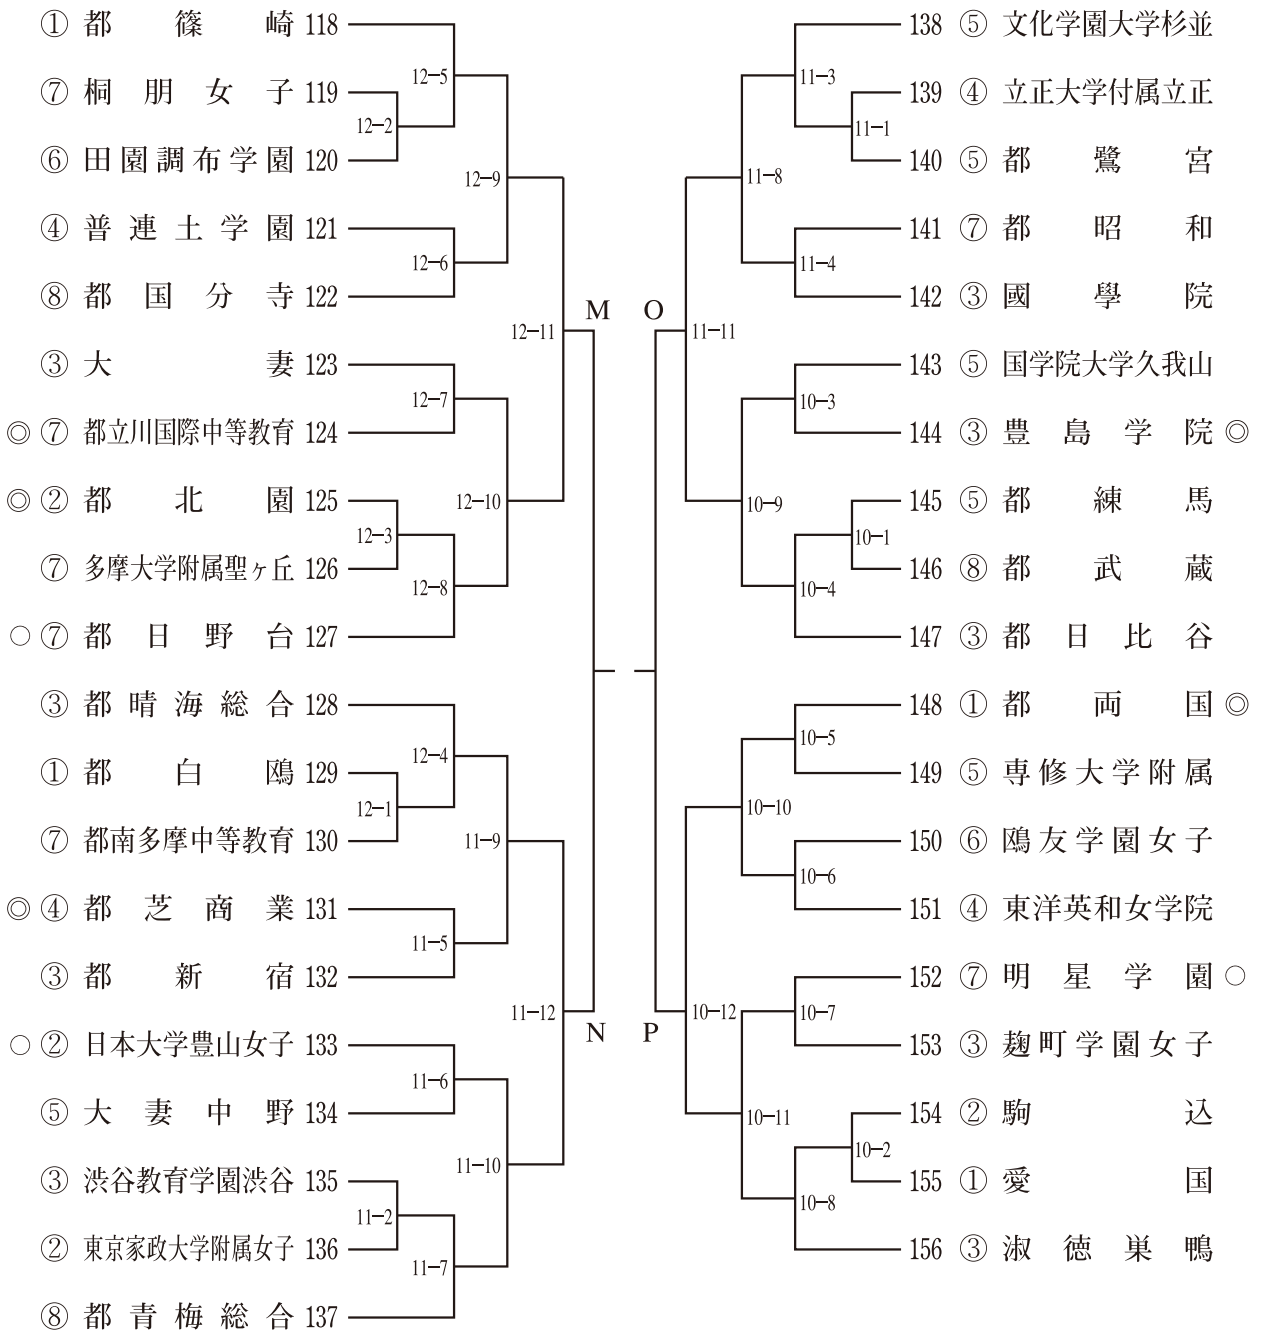 ① 都篠崎 118
⑦ 桐朋女子 119
⑥ 田園調布学園 120
④ 普連土学園 121
⑧ 都国分寺 122
③ 大妻 123
◎ ⑦ 都立川国際中等教育 124
◎ ② 都北園 125
⑦ 多摩大学附属聖ヶ丘 126
○ ⑦ 都日野台 127
③ 都晴海総合 128
① 都白鴎 129
⑦ 都南多摩中等教育 130
◎ ④ 都芝商業 131
③ 都新宿 132
○ ② 日本大学豊山女子 133
⑤ 大妻中野 134
③ 渋谷教育学園渋谷 135
② 東京家政大学附属女子 136
⑧ 都青梅総合 137
12-5
12-2
12-9
12-6
12-11
12-7
12-10
12-3
12-8
12-4
12-1
11-9
11-5
11-12
11-6
11-10
11-2
11-7
M
N
O
P
11-3
11-1
11-8
11-4
11-11
10-3
10-9
10-1
10-4
10-5
10-10
10-6
10-12
10-7
10-11
10-2
10-8
138 ⑤ 文化学園大学杉並
139 ④ 立正大学付属立正
140 ⑤ 都鷺宮
141 ⑦ 都昭和
142 ③ 國學院
143 ⑤ 国学院大学久我山
144 ③ 豊島学院 ◎
145 ⑤ 都練馬
146 ⑧ 都武蔵
147 ③ 都日比谷
148 ① 都両国 ◎
149 ⑤ 専修大学附属
150 ⑥ 鴎友学園女子
151 ④ 東洋英和女学院
152 ⑦ 明星学園 ○
153 ③ 麹町学園女子
154 ② 駒込
155 ① 愛国
156 ③ 淑徳巣鴨